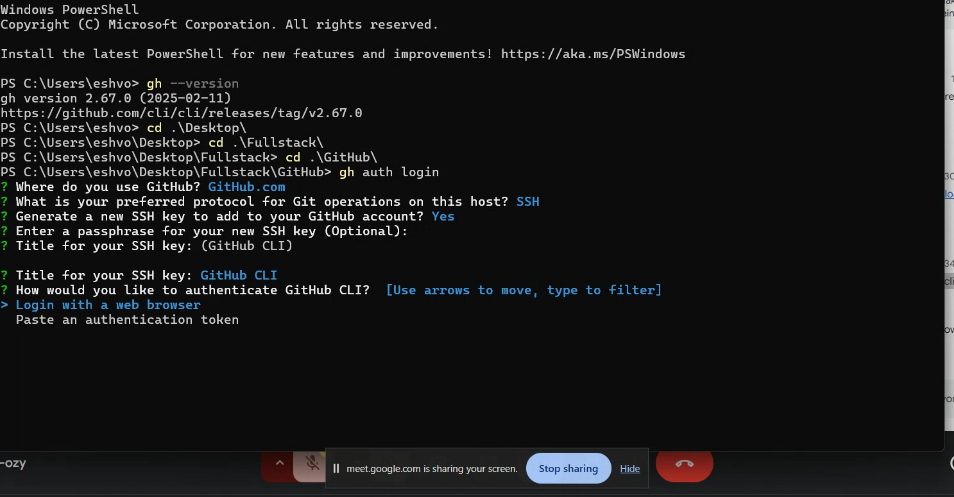 Windows PowerShell
Copyright (C) Microsoft Corporation. All rights reserved.
Install the latest PowerShell for new features and improvements! https://aka.ms/PSWindows
PS C:\Users\eshvo> gh --version
gh version 2.67.0 (2025-02-11)
https://github.com/cli/cli/releases/tag/v2.67.0
PS C:\Users\eshvo> cd .\Desktop\
PS C:\Users\eshvo\Desktop> cd .\Fullstack\
PS C:\Users\eshvo\Desktop\Fullstack> cd .\GitHub\
PS C:\Users\eshvo\Desktop\Fullstack\GitHub> gh auth login
? Where do you use GitHub? GitHub.com
? What is your preferred protocol for Git operations on this host? SSH
? Generate a new SSH key to add to your GitHub account? Yes
? Enter a passphrase for your new SSH key (Optional):
? Title for your SSH key: (GitHub CLI)
? Title for your SSH key: GitHub CLI
? How would you like to authenticate GitHub CLI?  [Use arrows to move, type to filter]
> Login with a web browser
  Paste an authentication token
-ozy
meet.google.com is sharing your screen. Stop sharing Hide